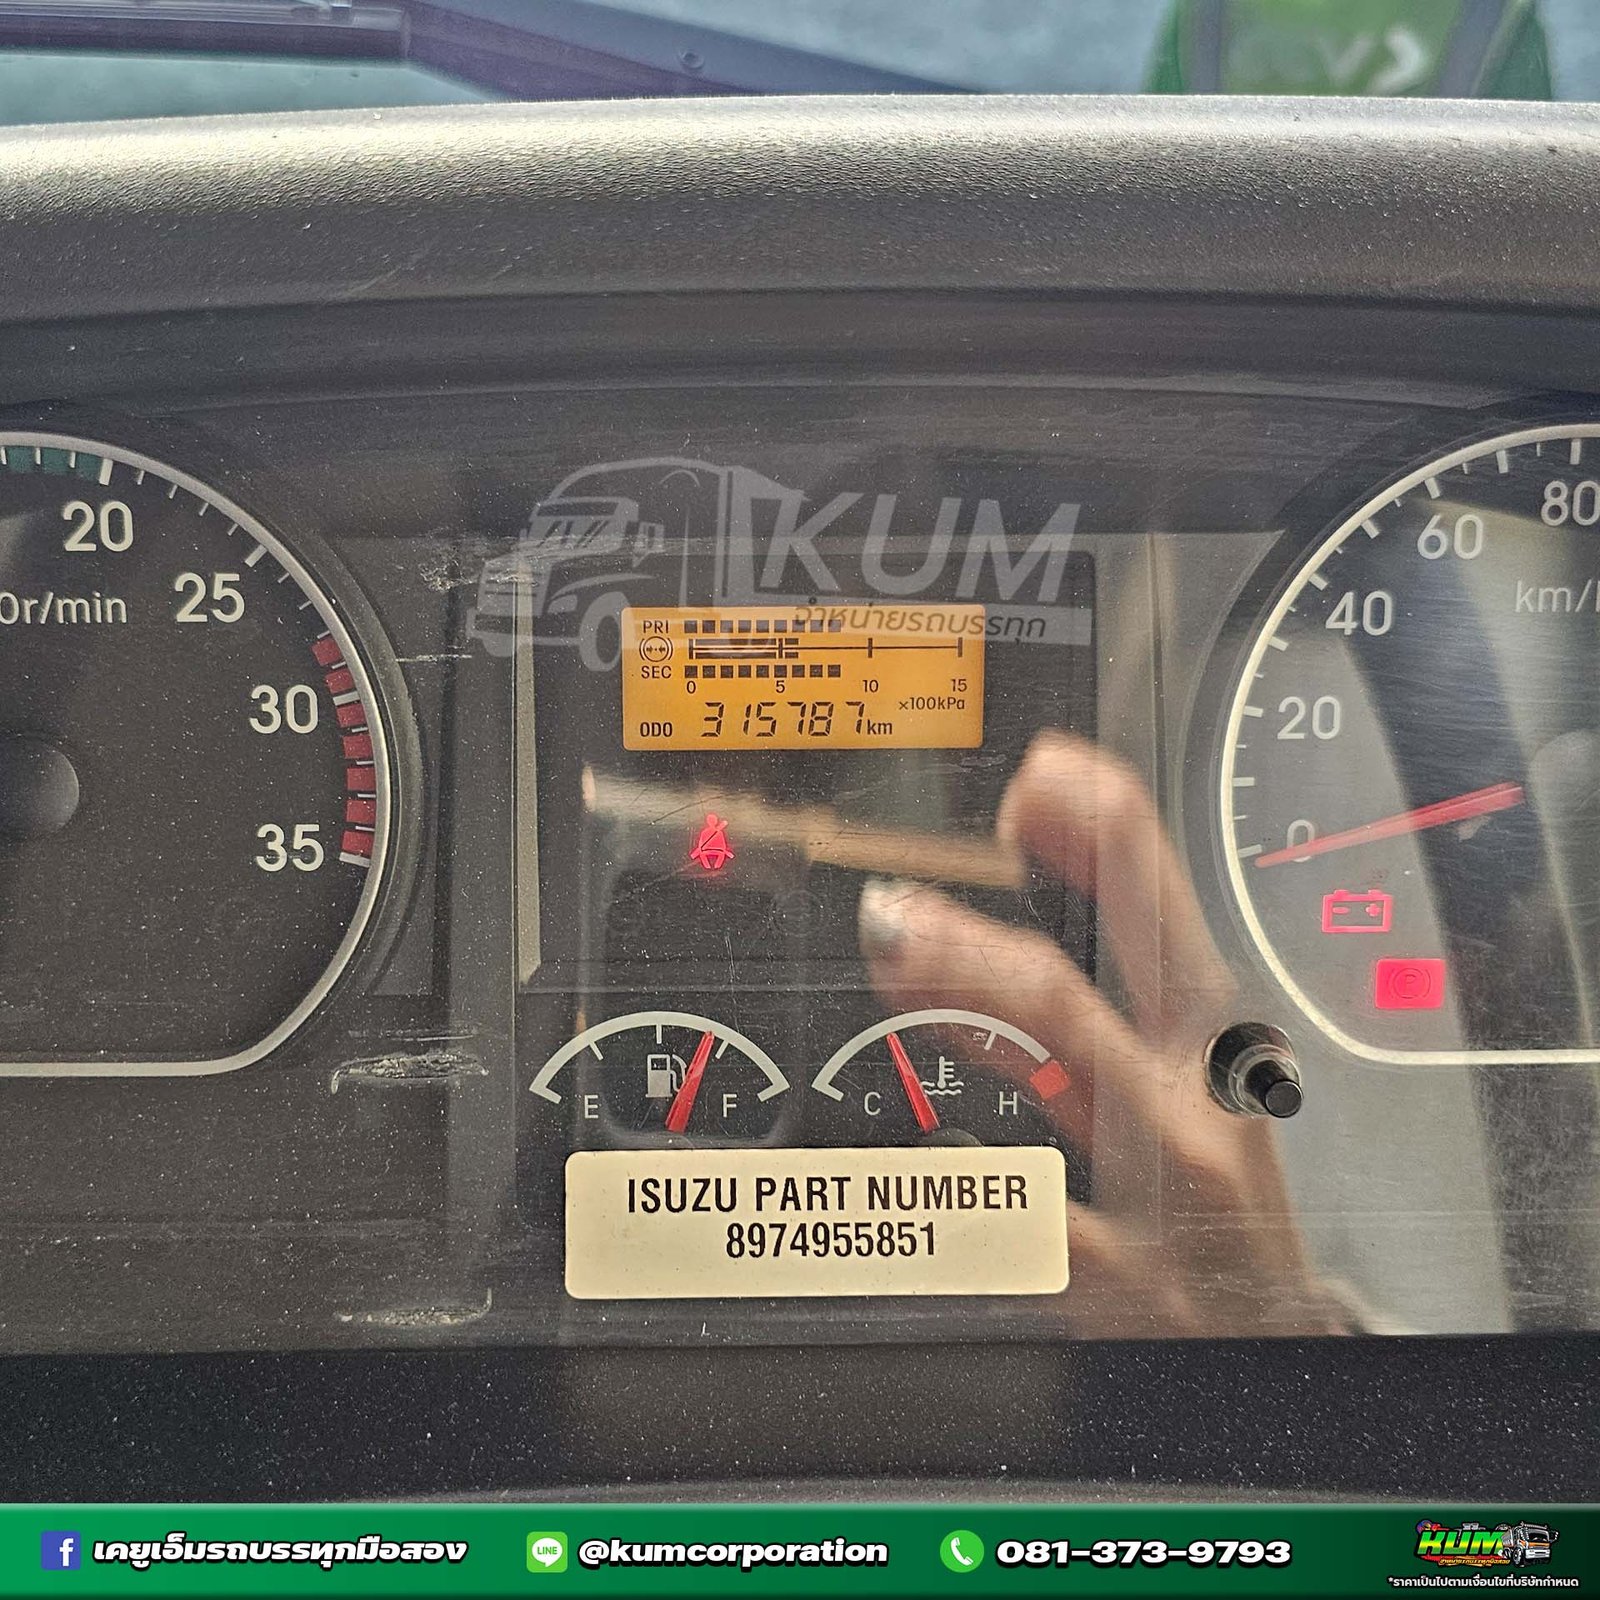 KUM
จำหน่ายรถบรรทุก
20
25
30
35
0r/min
PRI
SEC
0 5 10 15
×100kPa
ODO 315787 km
80
60
40
20
0
km/
E F
C H
P
ISUZU PART NUMBER
8974955851
เคยูเอ็มรถบรรทุกมือสอง
LINE
@kumcorporation
081-373-9793
KUM
*ราคาเป็นไปตามเงื่อนไขที่บริษัทกำหนด